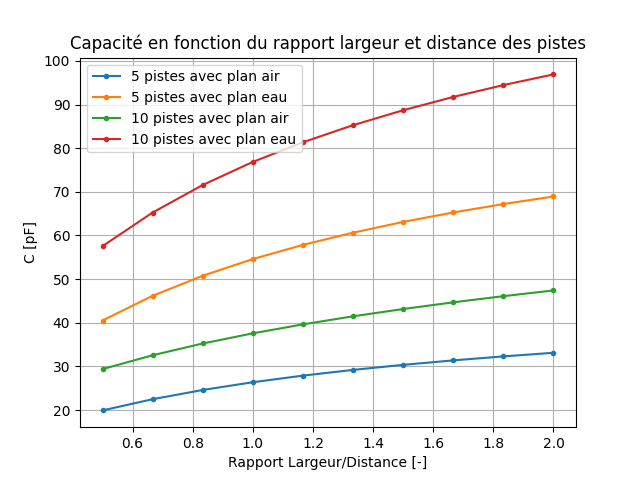 Capacité en fonction du rapport largeur et distance des pistes
100
90
80
70
60
50
40
30
20
C [pF]
5 pistes avec plan air
5 pistes avec plan eau
10 pistes avec plan air
10 pistes avec plan eau
0.6 0.8 1.0 1.2 1.4 1.6 1.8 2.0
Rapport Largeur/Distance [-]